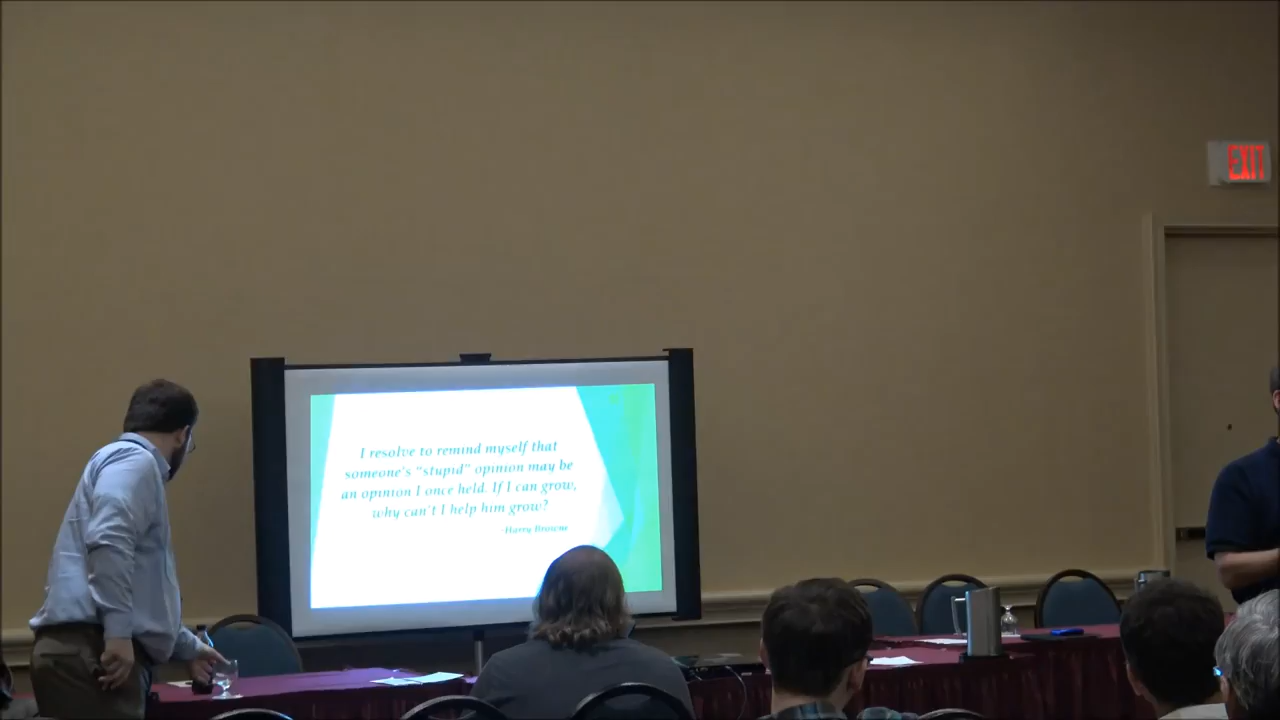 EXIT
I resolve to remind myself that
someone's "stupid" opinion may be
an opinion I once held. If I can grow,
why can't I help him grow?
-Harry Browne